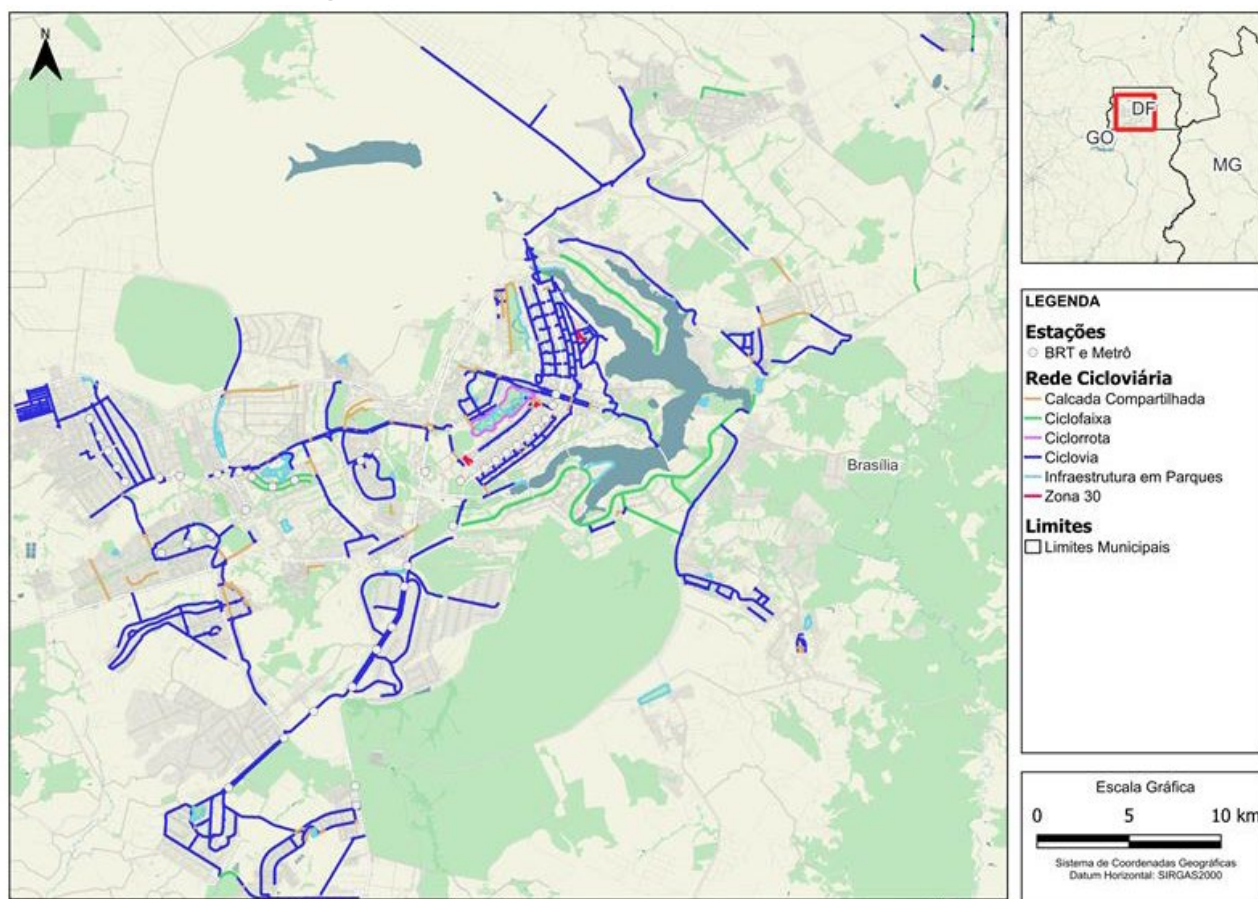 N
Brasília
DF
GO
MG
LEGENDA
Estações
BRT e Metrô
Rede Cicloviária
Calcada Compartilhada
Ciclofaixa
Ciclorrota
Ciclovia
Infraestrutura em Parques
Zona 30
Limites
Limites Municipais
Escala Gráfica
0 5 10 km
Sistema de Coordenadas Geográficas
Datum Horizontal: SIRGAS2000